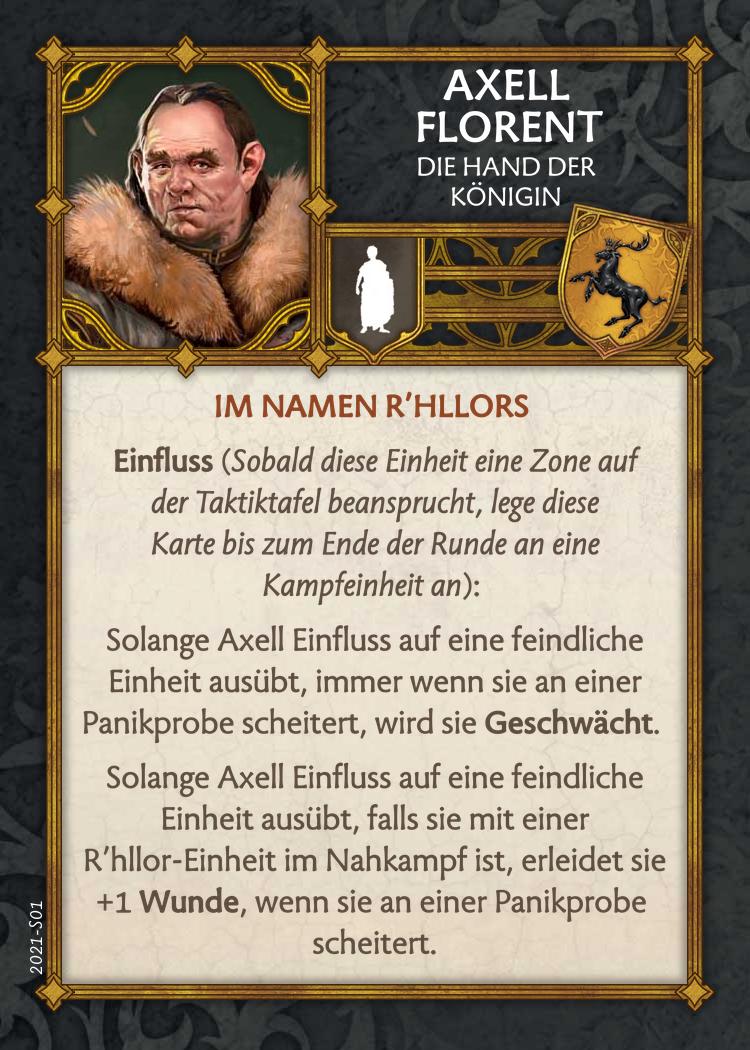 AXELL
FLORENT
DIE HAND DER
KÖNIGIN
IM NAMEN R'HLLORS
Einfluss (Sobald diese Einheit eine Zone auf
der Taktiktafel beansprucht, lege diese
Karte bis zum Ende der Runde an eine
Kampfeinheit an):
Solange Axell Einfluss auf eine feindliche
Einheit ausübt, immer wenn sie an einer
Panikprobe scheitert, wird sie Geschwächt.
Solange Axell Einfluss auf eine feindliche
Einheit ausübt, falls sie mit einer
R'hllor-Einheit im Nahkampf ist, erleidet sie
+1 Wunde, wenn sie an einer Panikprobe
scheitert.
2021-S01